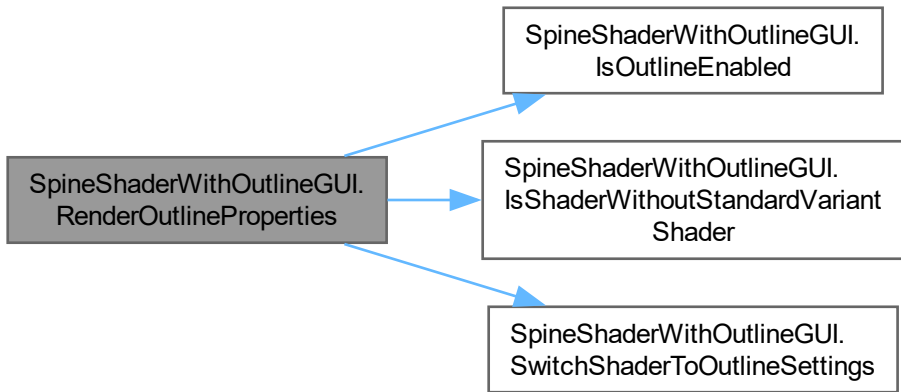 SpineShaderWithOutlineGUI.
IsOutlineEnabled
SpineShaderWithOutlineGUI.
RenderOutlineProperties
SpineShaderWithOutlineGUI.
IsShaderWithoutStandardVariant
Shader
SpineShaderWithOutlineGUI.
SwitchShaderToOutlineSettings